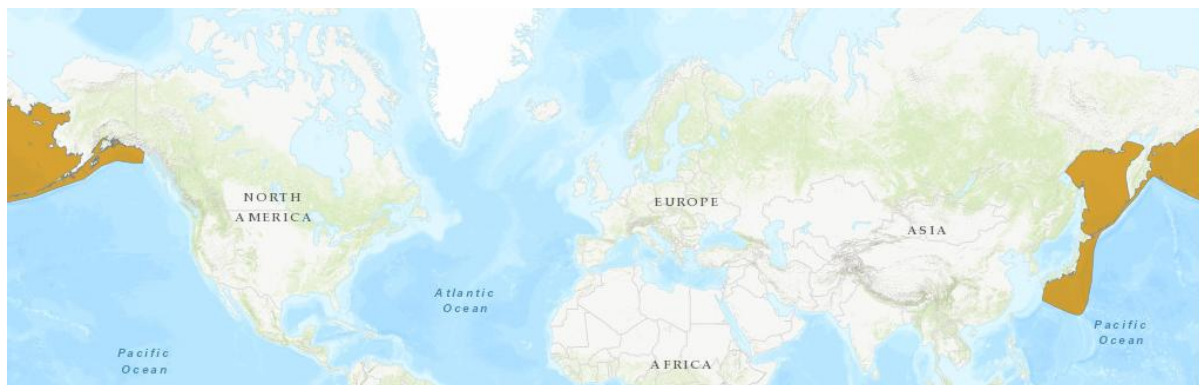 NORTH
AMERICA
EUROPE
ASIA
Atlantic
Ocean
Pacific
Ocean
Pacific
Ocean
AFRICA